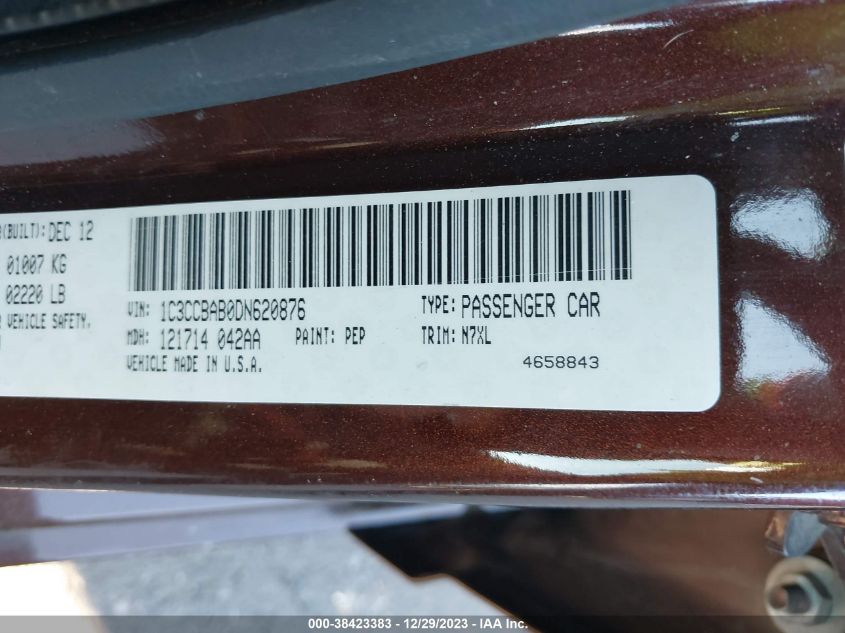 (BUILT): DEC 12
01007 KG
02220 LB
VEHICLE SAFETY.
VIN: 1C3CCBAB0DN620876 TYPE: PASSENGER CAR
MDH: 121714 042AA PAINT: PEP TRIM: N7XL
VEHICLE MADE IN U.S.A. 4658843
000-38423383 - 12/29/2023 - IAA Inc.